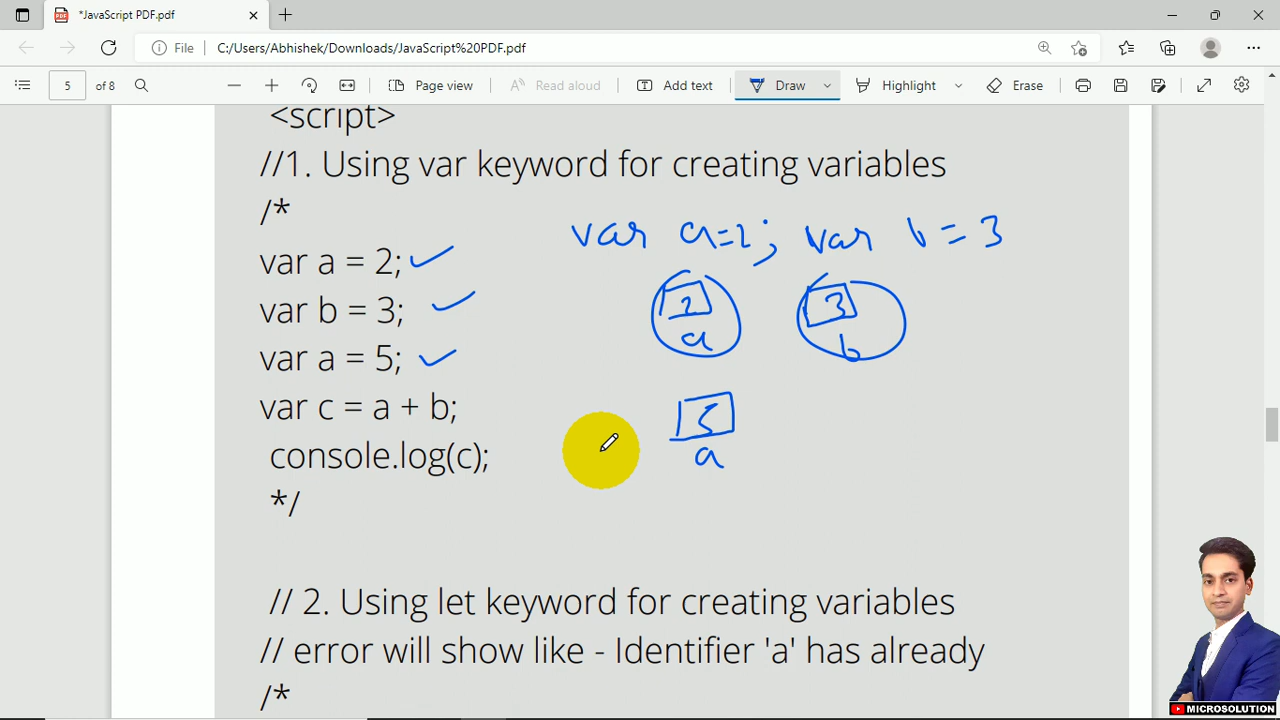 *JavaScript PDF.pdf
File C:/Users/Abhishek/Downloads/JavaScript%20PDF.pdf
5 of 8 Page view Read aloud Add text Draw Highlight Erase
<script>
//1. Using var keyword for creating variables
/*
var a = 2; var b = 3
var a = 2;
var b = 3;
2 3
a b
var a = 5;
var c = a + b;
5
console.log(c);
a
*/
// 2. Using let keyword for creating variables
// error will show like - Identifier 'a' has already
/*
MICROSOLUTION